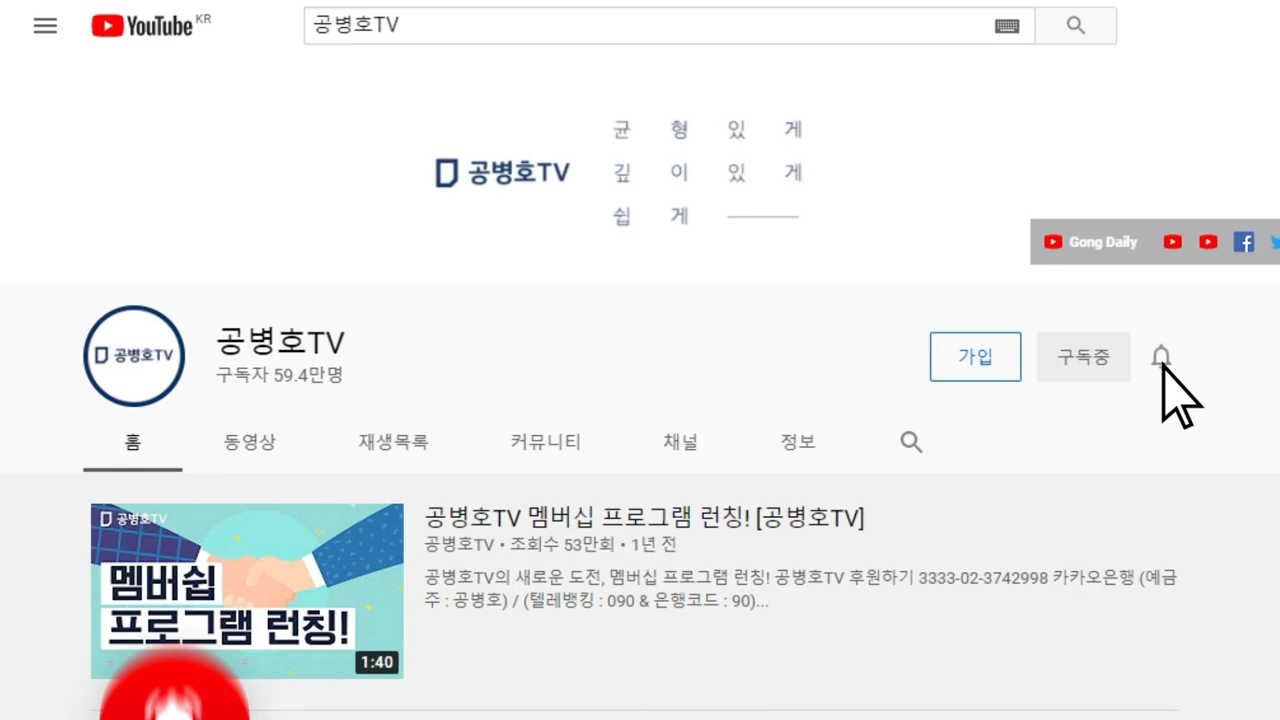 YouTube KR
공병호TV
균형있게
공병호TV 깊이있게
쉽게
Gong Daily
공병호TV
공병호TV
구독자 59.4만명
가입 구독중
홈 동영상 재생목록 커뮤니티 채널 정보
공병호TV
멤버쉽
프로그램 런칭!
1:40
공병호TV 멤버십 프로그램 런칭! [공병호TV]
공병호TV • 조회수 53만회 • 1년 전
공병호TV의 새로운 도전, 멤버십 프로그램 런칭! 공병호TV 후원하기 3333-02-3742998 카카오은행 (예금
주 : 공병호) / (텔레뱅킹 : 090 & 은행코드 : 90)...